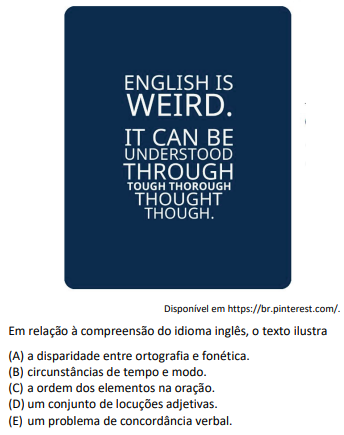 ENGLISH IS
WEIRD.
IT CAN BE
UNDERSTOOD
THROUGH
TOUGH THOROUGH
THOUGHT
THOUGH.
Disponível em https://br.pinterest.com/.
Em relação à compreensão do idioma inglês, o texto ilustra
(A) a disparidade entre ortografia e fonética.
(B) circunstâncias de tempo e modo.
(C) a ordem dos elementos na oração.
(D) um conjunto de locuções adjetivas.
(E) um problema de concordância verbal.